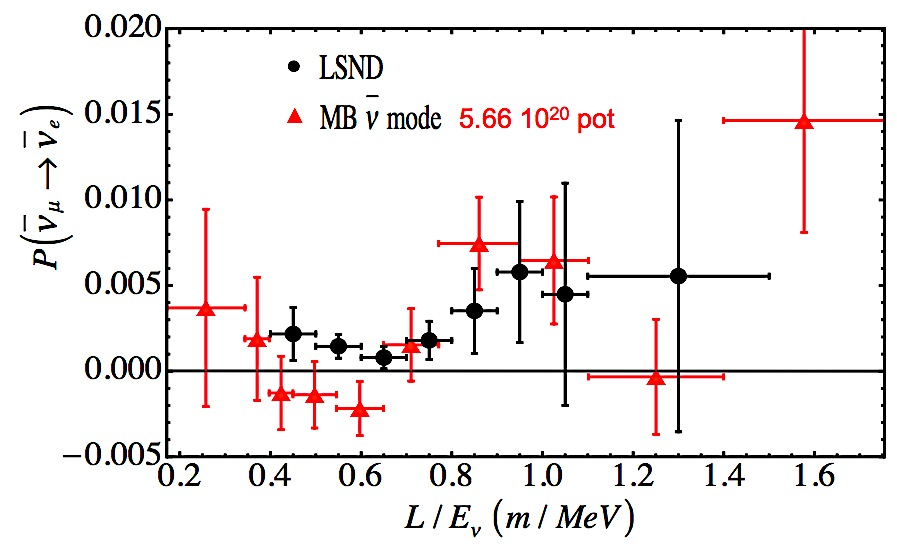 0.020
LSND
MB ν̄ mode 5.66 10²⁰ pot
0.015
0.010
0.005
0.000
−0.005
P(ν̄μ → ν̄e)
0.2 0.4 0.6 0.8 1.0 1.2 1.4 1.6
L / Eν (m / MeV)